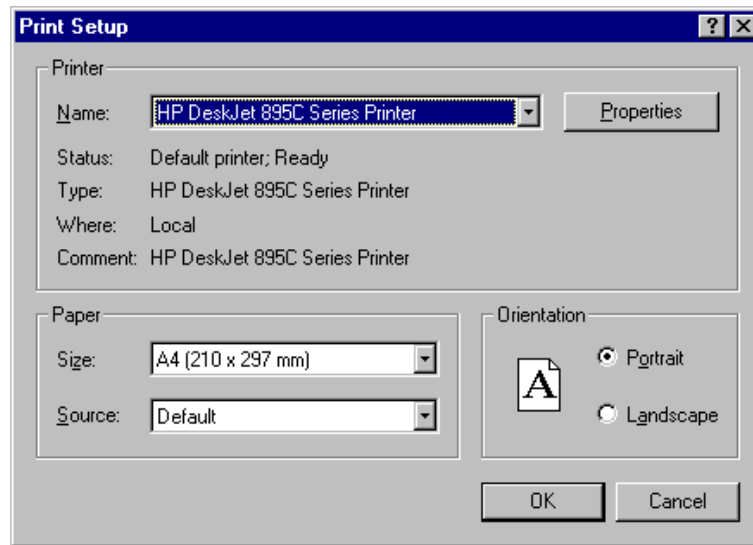 Print Setup
Printer
Name: HP DeskJet 895C Series Printer Properties
Status: Default printer; Ready
Type: HP DeskJet 895C Series Printer
Where: Local
Comment: HP DeskJet 895C Series Printer
Paper
Size: A4 (210 x 297 mm)
Source: Default
Orientation
A
Portrait
Landscape
OK Cancel